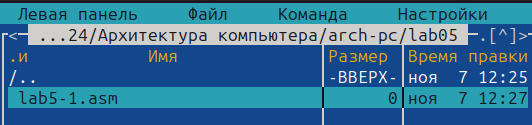 Левая панель Файл Команда Настройки
<─ ...24/Архитектура компьютера/arch-pc/lab05 ─.[^]>
.и Имя Размер Время правки
/.. -ВВЕРХ- ноя 7 12:25
lab5-1.asm 0 ноя 7 12:27